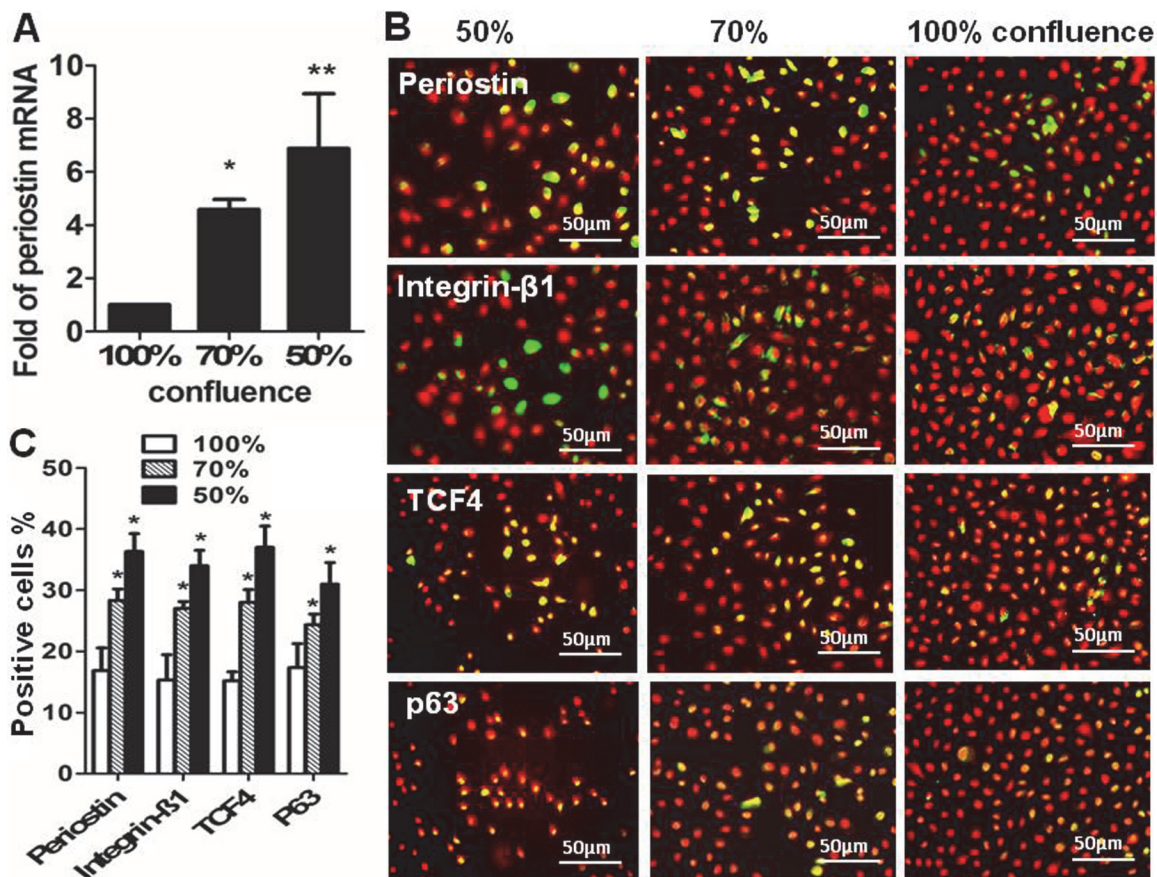 A
Fold of periostin mRNA
10
8
6
4
2
0
*
**
100% 70% 50%
confluence
B
50% 70% 100% confluence
Periostin
50µm 50µm 50µm
Integrin-ß1
50µm 50µm 50µm
TCF4
50µm 50µm 50µm
p63
50µm 50µm 50µm
C
100%
70%
50%
Positive cells %
50
40
30
20
10
0
* * * * * * * *
Periostin
Integrin-ß1
TCF4
P63